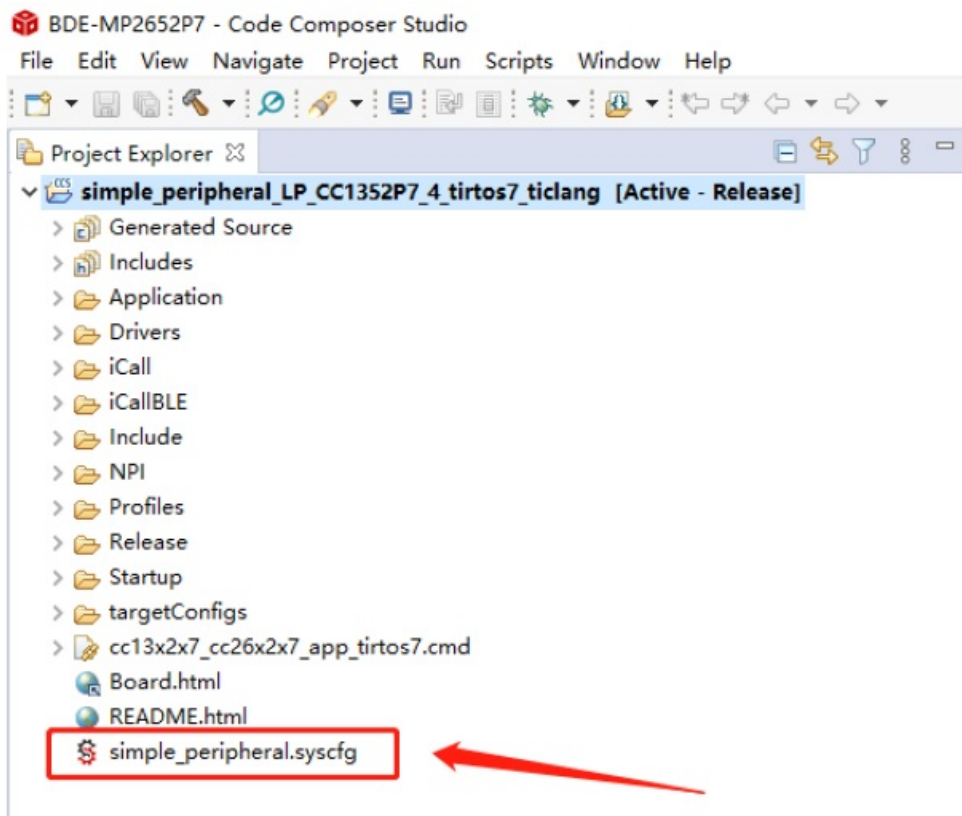 BDE-MP2652P7 - Code Composer Studio
File Edit View Navigate Project Run Scripts Window Help
Project Explorer
simple_peripheral_LP_CC1352P7_4_tirtos7_ticlang [Active - Release]
Generated Source
Includes
Application
Drivers
iCall
iCallBLE
Include
NPI
Profiles
Release
Startup
targetConfigs
cc13x2x7_cc26x2x7_app_tirtos7.cmd
Board.html
README.html
simple_peripheral.syscfg